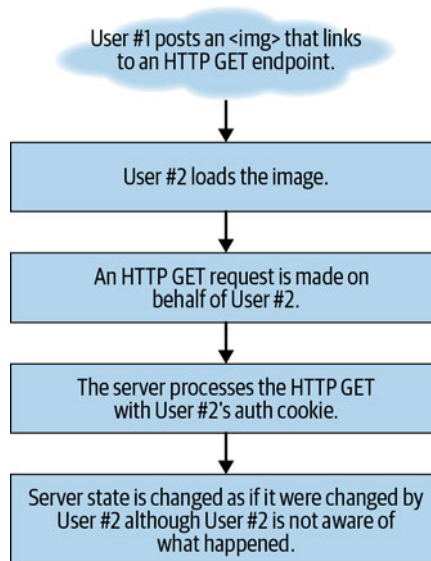 User #1 posts an <img> that links
to an HTTP GET endpoint.
User #2 loads the image.
An HTTP GET request is made on
behalf of User #2.
The server processes the HTTP GET
with User #2's auth cookie.
Server state is changed as if it were changed by
User #2 although User #2 is not aware of
what happened.